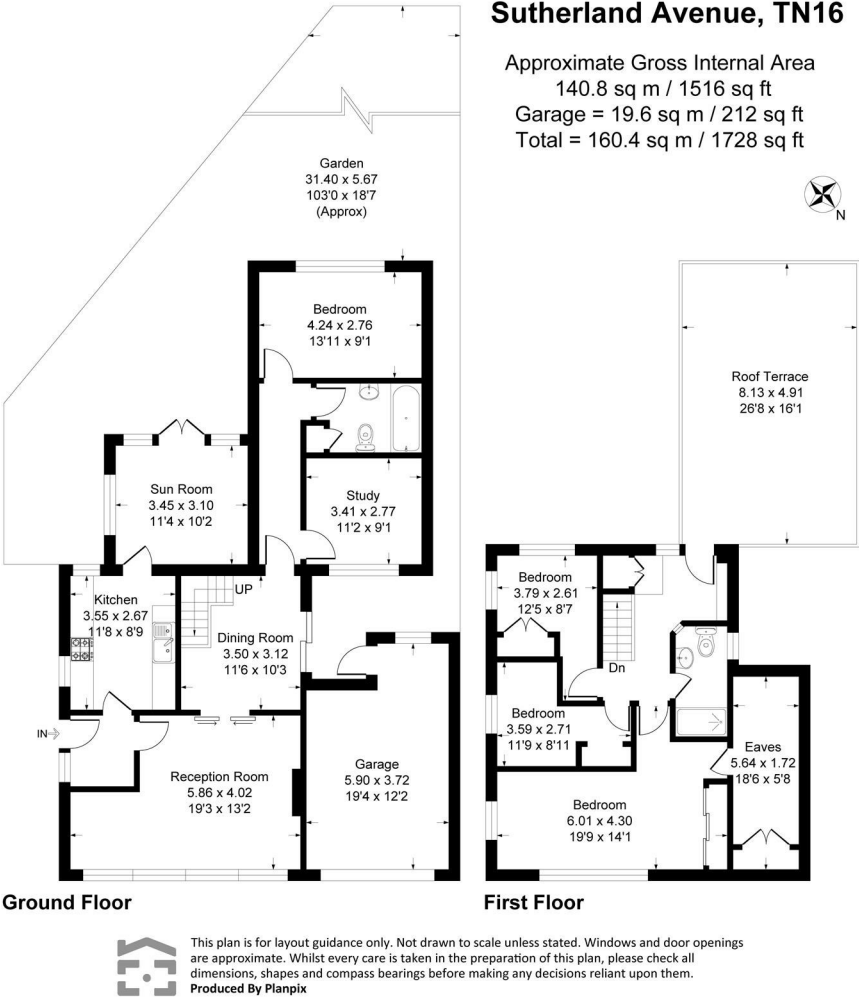 Sutherland Avenue, TN16
Approximate Gross Internal Area
140.8 sq m / 1516 sq ft
Garage = 19.6 sq m / 212 sq ft
Total = 160.4 sq m / 1728 sq ft
N
Garden
31.40 x 5.67
103'0 x 18'7
(Approx)
Bedroom
4.24 x 2.76
13'11 x 9'1
Sun Room
3.45 x 3.10
11'4 x 10'2
Study
3.41 x 2.77
11'2 x 9'1
Kitchen
3.55 x 2.67
11'8 x 8'9
UP
Dining Room
3.50 x 3.12
11'6 x 10'3
IN
Reception Room
5.86 x 4.02
19'3 x 13'2
Garage
5.90 x 3.72
19'4 x 12'2
Ground Floor
Roof Terrace
8.13 x 4.91
26'8 x 16'1
Bedroom
3.79 x 2.61
12'5 x 8'7
Dn
Bedroom
3.59 x 2.71
11'9 x 8'11
Eaves
5.64 x 1.72
18'6 x 5'8
Bedroom
6.01 x 4.30
19'9 x 14'1
First Floor
This plan is for layout guidance only. Not drawn to scale unless stated. Windows and door openings
are approximate. Whilst every care is taken in the preparation of this plan, please check all
dimensions, shapes and compass bearings before making any decisions reliant upon them.
Produced By Planpix